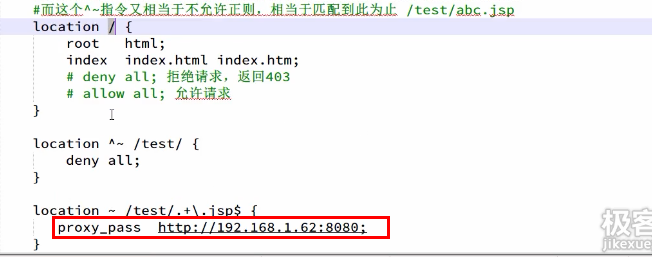 #而这个^~指令又相当于不允许正则，相当于匹配到此为止 /test/abc.jsp
location / {
root html;
index index.html index.htm;
# deny all; 拒绝请求，返回403
# allow all; 允许请求
}
location ^~ /test/ {
deny all;
}
location ~ /test/.+\.jsp$ {
proxy_pass http://192.168.1.62:8080;
}
极客
jikexue